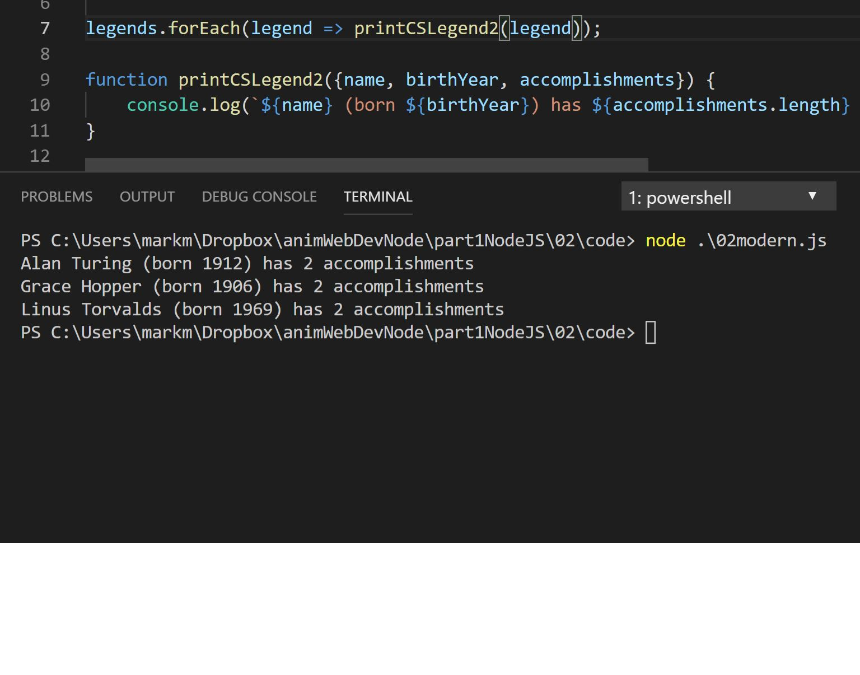 6
7 legends.forEach(legend => printCSLegend2(legend));
8
9 function printCSLegend2({name, birthYear, accomplishments}) {
10 console.log(`${name} (born ${birthYear}) has ${accomplishments.length}
11 }
12
PROBLEMS OUTPUT DEBUG CONSOLE TERMINAL 1: powershell
PS C:\Users\markm\Dropbox\animWebDevNode\part1NodeJS\02\code> node .\02modern.js
Alan Turing (born 1912) has 2 accomplishments
Grace Hopper (born 1906) has 2 accomplishments
Linus Torvalds (born 1969) has 2 accomplishments
PS C:\Users\markm\Dropbox\animWebDevNode\part1NodeJS\02\code>